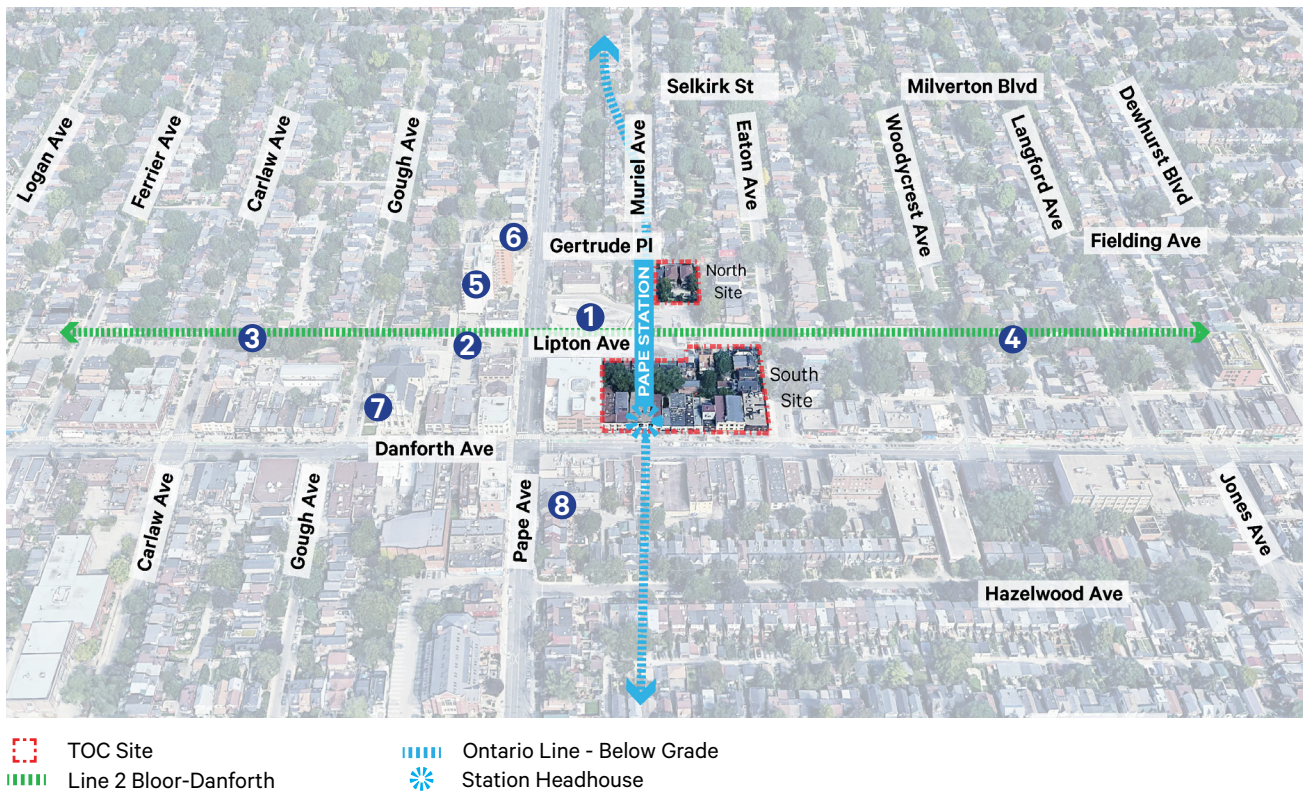 Selkirk St
Milverton Blvd
Logan Ave
Ferrier Ave
Carlaw Ave
Gough Ave
Muriel Ave
Eaton Ave
Woodycrest Ave
Langford Ave
Dewhurst Blvd
6
Gertrude Pl
Fielding Ave
North
Site
5
1
PAPE STATION
3
2
Lipton Ave
4
South
Site
7
Danforth Ave
Carlaw Ave
Gough Ave
Pape Ave
8
Jones Ave
Hazelwood Ave
TOC Site
Ontario Line - Below Grade
Line 2 Bloor-Danforth
Station Headhouse